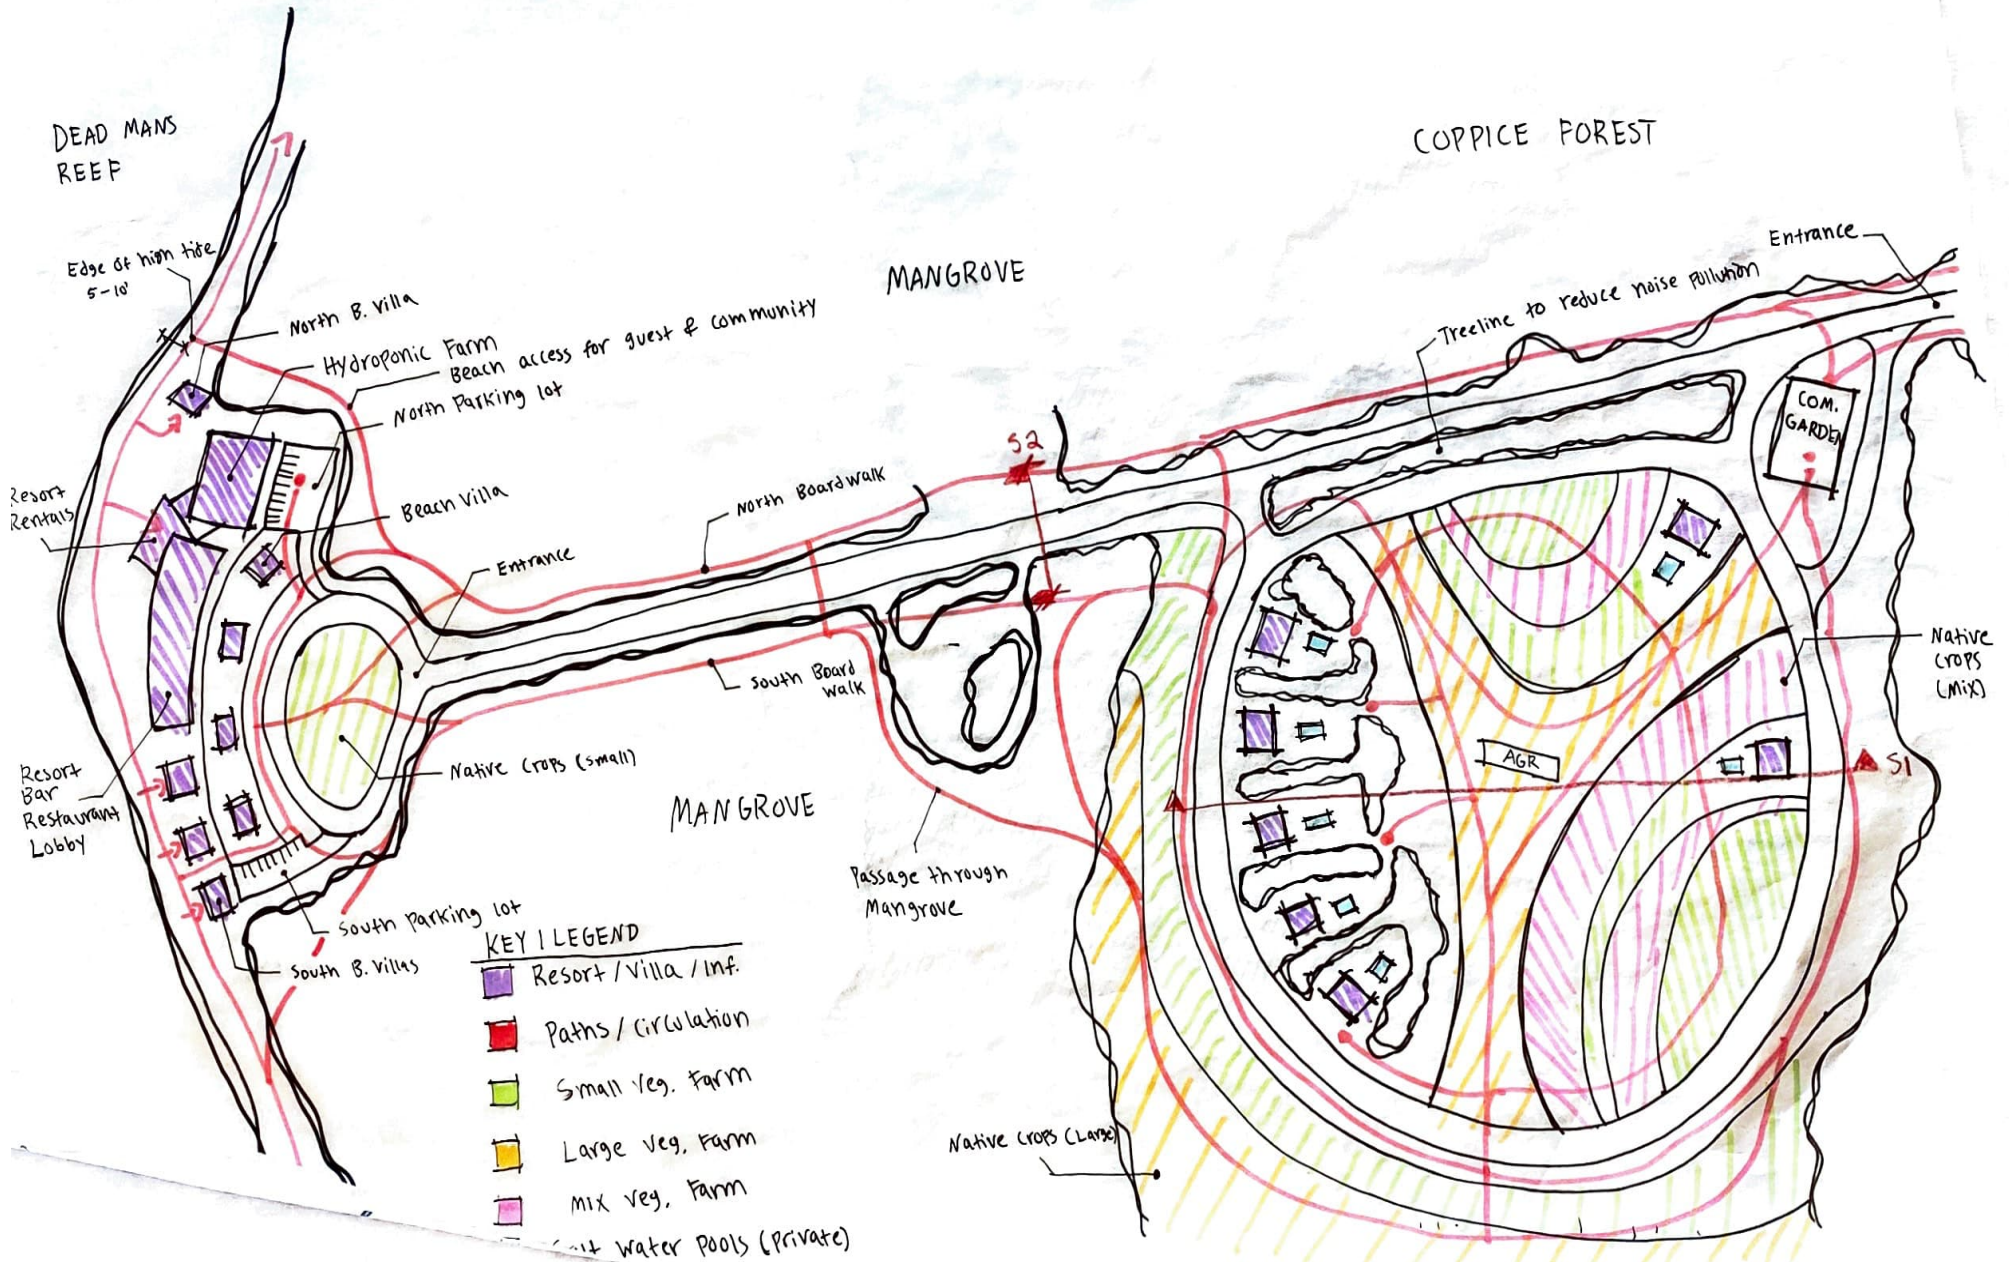 DEAD MANS
REEF
COPPICE FOREST
MANGROVE
Edge of high tide
5-10'
North B. Villa
Hydroponic Farm
Beach access for guest & community
North Parking lot
Beach Villa
Resort
Rentals
Entrance
North Boardwalk
South Board
walk
Native Crops (small)
MANGROVE
Resort
Bar
Restaurant
Lobby
South Parking lot
South B. Villas
Passage through
Mangrove
S2
Entrance
Treeline to reduce noise pollution
COM.
GARDEN
Native
Crops
(Mix)
AGR
S1
Native Crops (Large)
KEY | LEGEND
Resort / Villa / Inf.
Paths / Circulation
Small Veg. Farm
Large Veg. Farm
Mix Veg. Farm
Water Pools (Private)